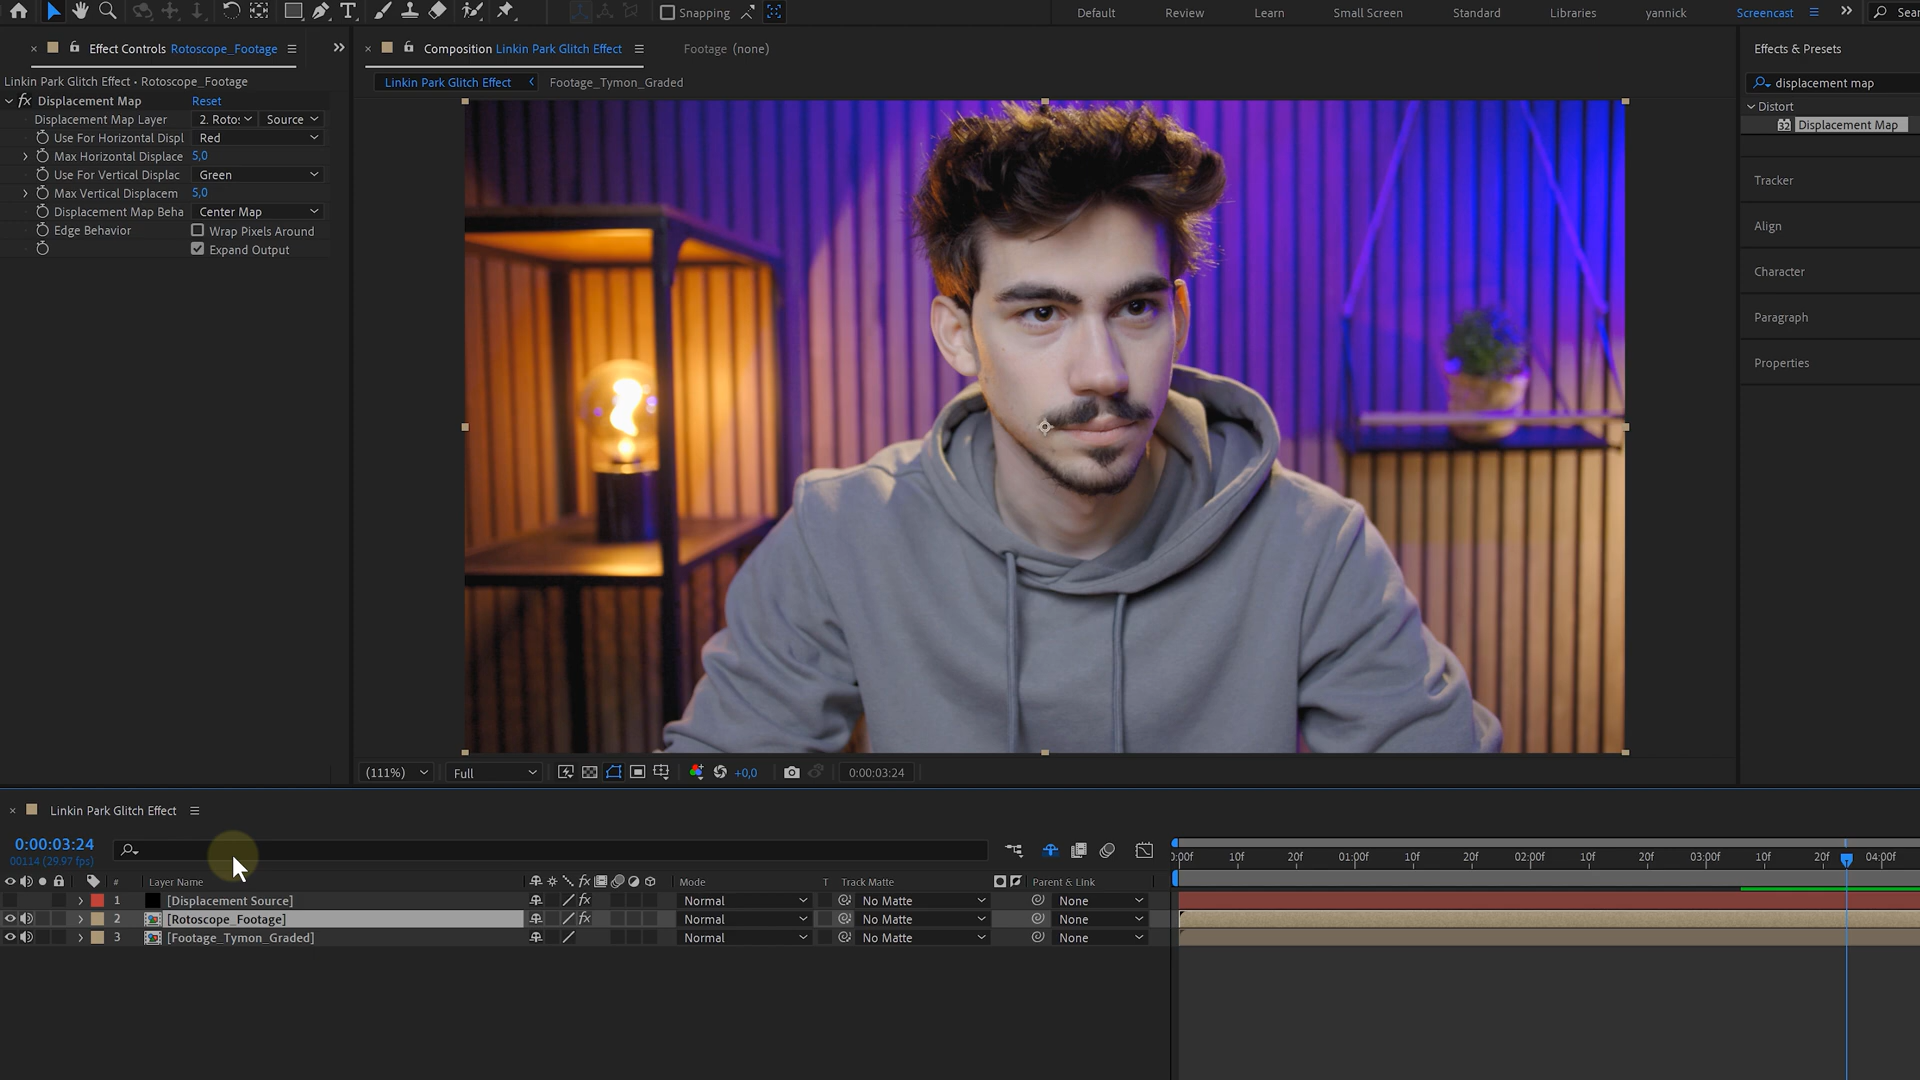 Snapping
Default
Review
Learn
Small Screen
Standard
Libraries
yannick
Screencast
Effect Controls Rotoscope_Footage
Composition Linkin Park Glitch Effect
Footage (none)
Effects & Presets
Linkin Park Glitch Effect • Rotoscope_Footage
Linkin Park Glitch Effect
Footage_Tymon_Graded
displacement map
fx Displacement Map Reset
Distort
Displacement Map Layer 2. Roto: Source
32 Displacement Map
Use For Horizontal Displ Red
Max Horizontal Displace 5,0
Use For Vertical Displac Green
Max Vertical Displacem 5,0
Displacement Map Beha Center Map
Edge Behavior Wrap Pixels Around
Expand Output
Tracker
Align
Character
Paragraph
Properties
(111%) Full +0,0 0:00:03:24
Linkin Park Glitch Effect
0:00:03:24
00114 (29.97 fps)
:00f 10f 20f 01:00f 10f 20f 02:00f 10f 20f 03:00f 10f 20f 04:00f
# Layer Name fx Mode T Track Matte Parent & Link
1 [Displacement Source] Normal No Matte None
2 [Rotoscope_Footage] fx Normal No Matte None
3 [Footage_Tymon_Graded] Normal No Matte None